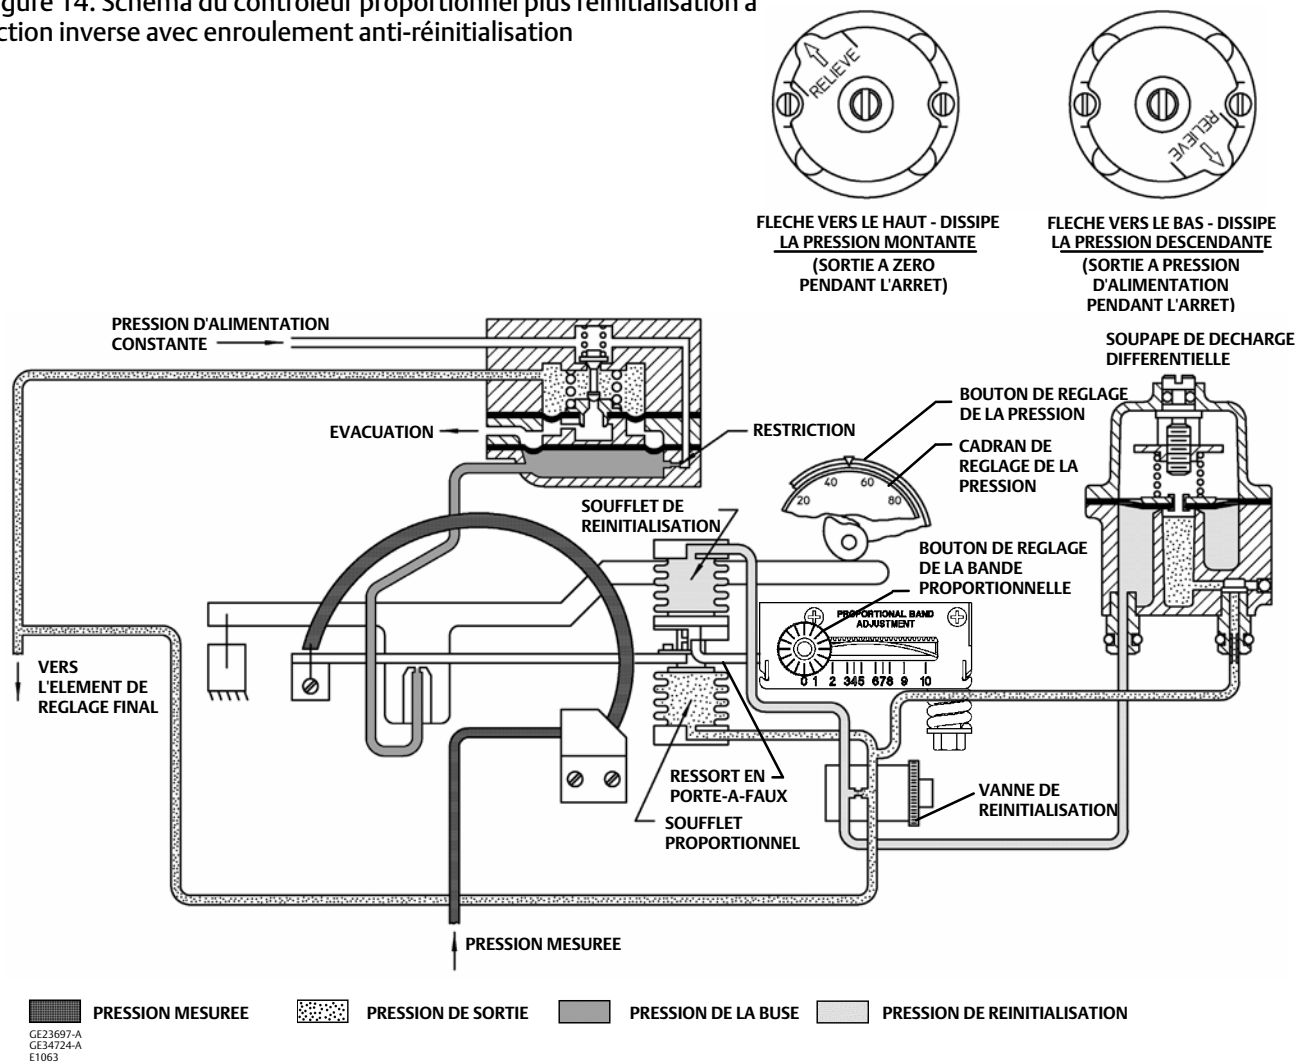 gure 14. Schéma du contrôleur proportionnel plus réinitialisation à
ction inverse avec enroulement anti-réinitialisation
RELIEVE
RELIEVE
FLECHE VERS LE HAUT - DISSIPE
LA PRESSION MONTANTE
(SORTIE A ZERO
PENDANT L'ARRET)
FLECHE VERS LE BAS - DISSIPE
LA PRESSION DESCENDANTE
(SORTIE A PRESSION
D'ALIMENTATION
PENDANT L'ARRET)
PRESSION D'ALIMENTATION
CONSTANTE
SOUPAPE DE DECHARGE
DIFFERENTIELLE
BOUTON DE REGLAGE
DE LA PRESSION
EVACUATION
RESTRICTION
CADRAN DE
REGLAGE DE LA
PRESSION
20 40 60 80
SOUFFLET DE
REINITIALISATION
BOUTON DE REGLAGE
DE LA BANDE
PROPORTIONNELLE
PROPORTIONAL BAND
ADJUSTMENT
0 1 2 345 678 9 10
VERS
L'ELEMENT DE
REGLAGE FINAL
RESSORT EN
PORTE-A-FAUX
VANNE DE
REINITIALISATION
SOUFFLET
PROPORTIONNEL
PRESSION MESUREE
PRESSION MESUREE
PRESSION DE SORTIE
PRESSION DE LA BUSE
PRESSION DE REINITIALISATION
GE23697-A
GE34724-A
E1063